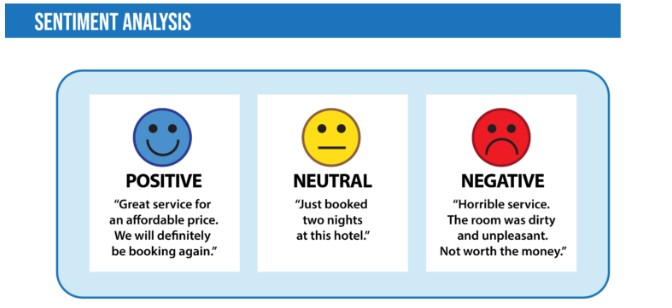 SENTIMENT ANALYSIS
POSITIVE
“Great service for
an affordable price.
We will definitely
be booking again.”
NEUTRAL
“Just booked
two nights
at this hotel.”
NEGATIVE
“Horrible service.
The room was dirty
and unpleasant.
Not worth the money.”